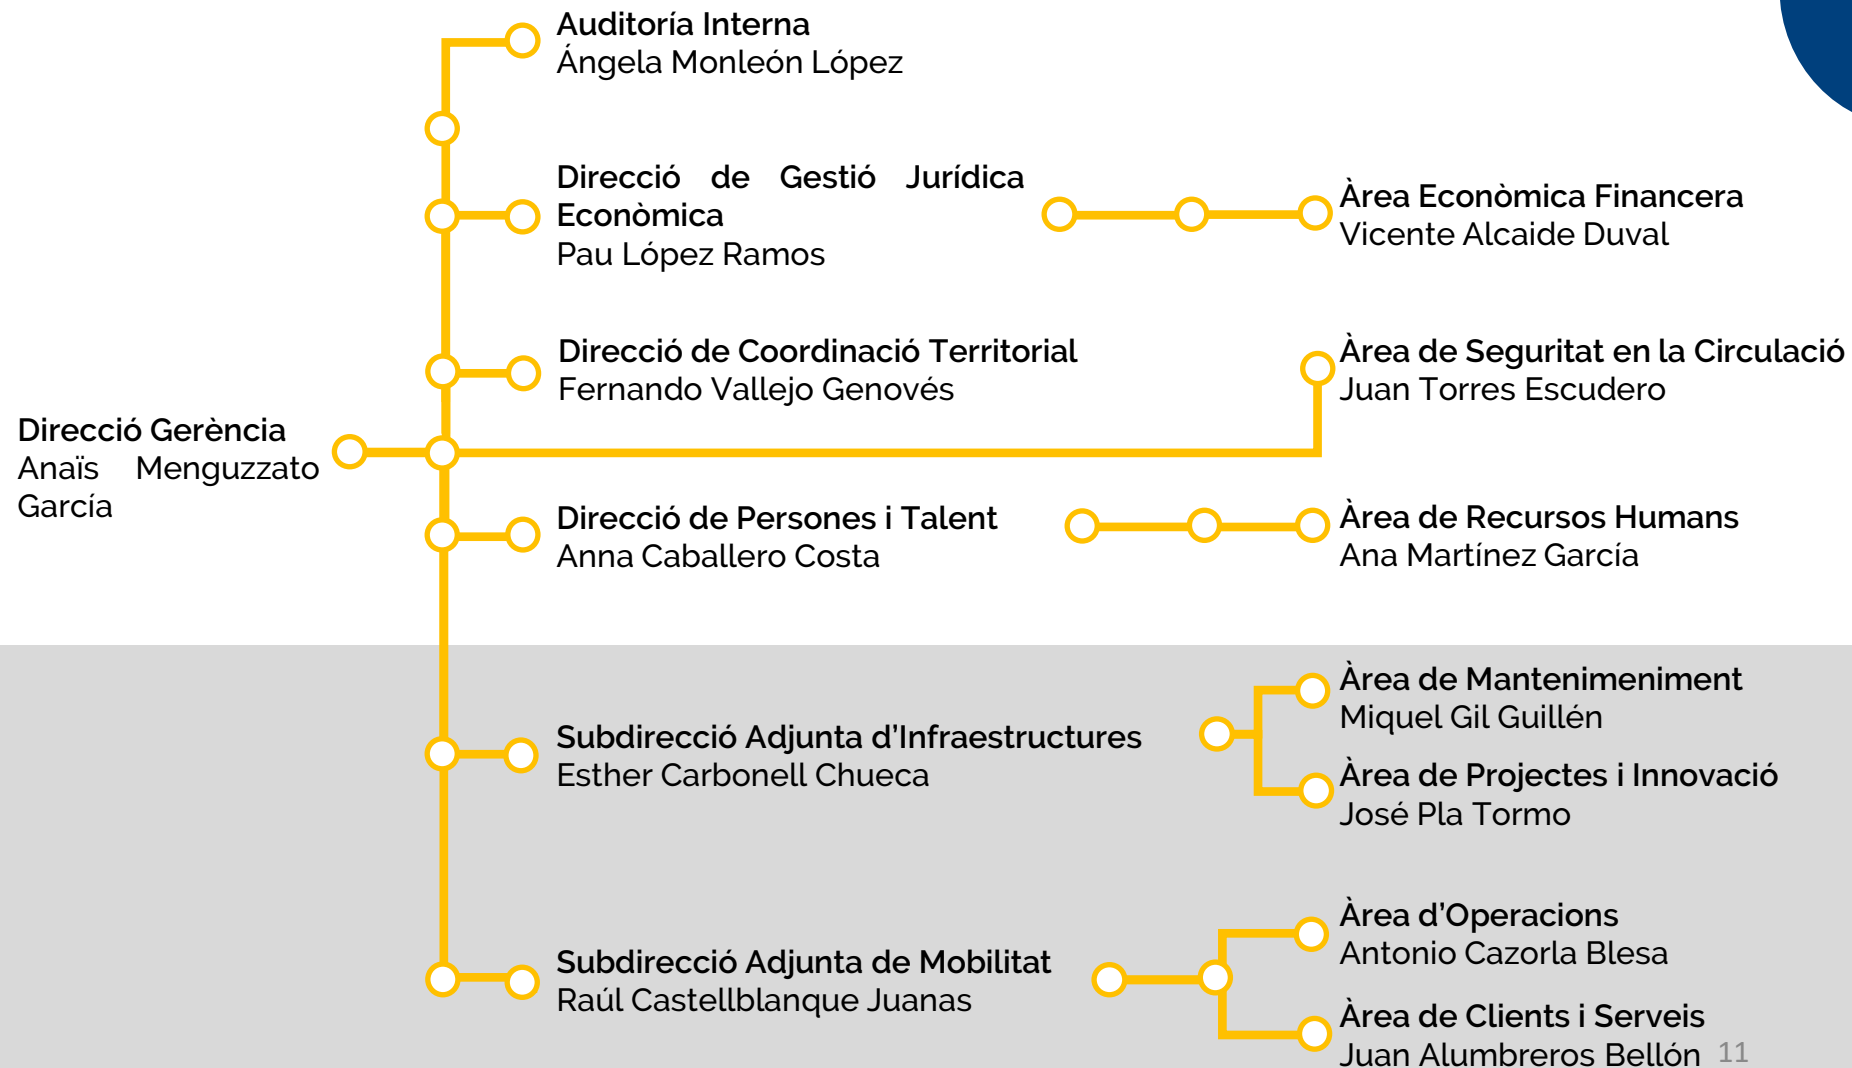 Auditoría Interna
Ángela Monleón López
Direcció de Gestió Jurídica
Econòmica
Pau López Ramos
Àrea Econòmica Financera
Vicente Alcaide Duval
Direcció de Coordinació Territorial
Fernando Vallejo Genovés
Àrea de Seguritat en la Circulació
Juan Torres Escudero
Direcció Gerència
Anaïs Menguzzato
García
Direcció de Persones i Talent
Anna Caballero Costa
Àrea de Recursos Humans
Ana Martínez García
Subdirecció Adjunta d’Infraestructures
Esther Carbonell Chueca
Àrea de Mantenimeniment
Miquel Gil Guillén
Àrea de Projectes i Innovació
José Pla Tormo
Subdirecció Adjunta de Mobilitat
Raúl Castellblanque Juanas
Àrea d’Operacions
Antonio Cazorla Blesa
Àrea de Clients i Serveis
Juan Alumbreros Bellón
11